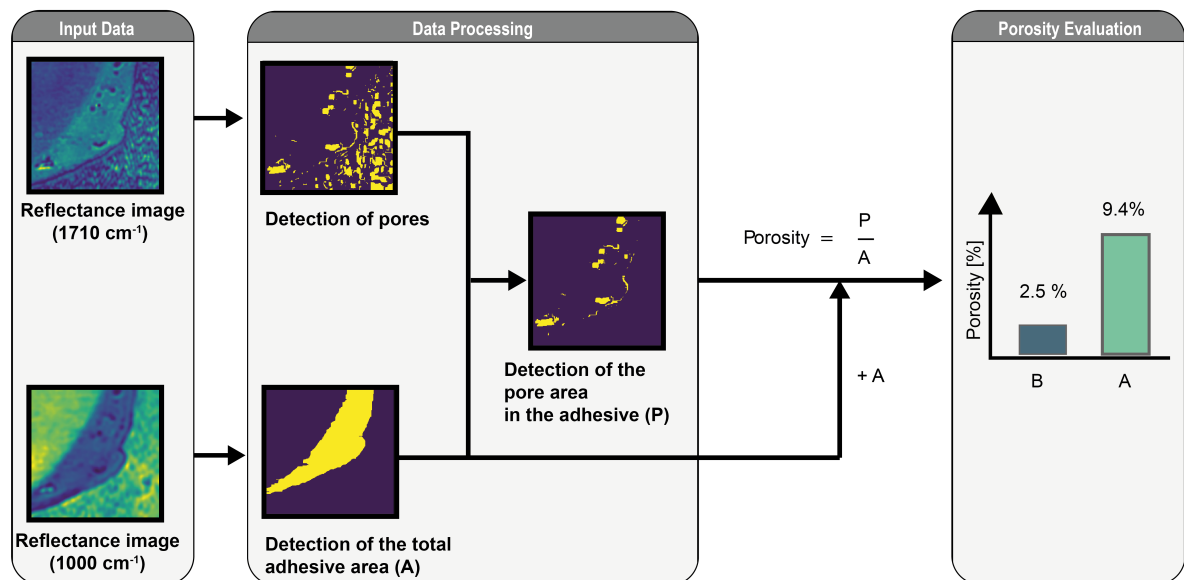 Input Data
Reflectance image
(1710 cm⁻¹)
Reflectance image
(1000 cm⁻¹)
Data Processing
Detection of pores
Detection of the
pore area
in the adhesive (P)
Detection of the total
adhesive area (A)
Porosity = P
A
+ A
Porosity Evaluation
Porosity [%]
9.4%
2.5 %
B A